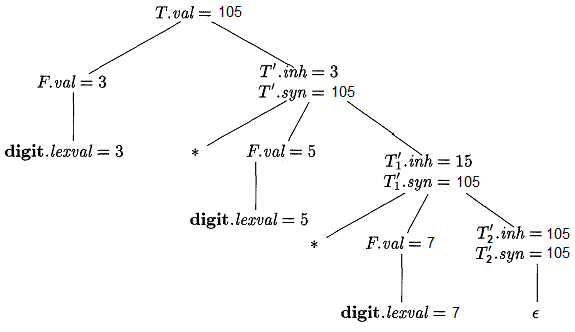 T.val = 105
F.val = 3
T′.inh = 3
T′.syn = 105
digit.lexval = 3
*
F.val = 5
T′₁.inh = 15
T′₁.syn = 105
digit.lexval = 5
*
F.val = 7
T′₂.inh = 105
T′₂.syn = 105
digit.lexval = 7
ϵ